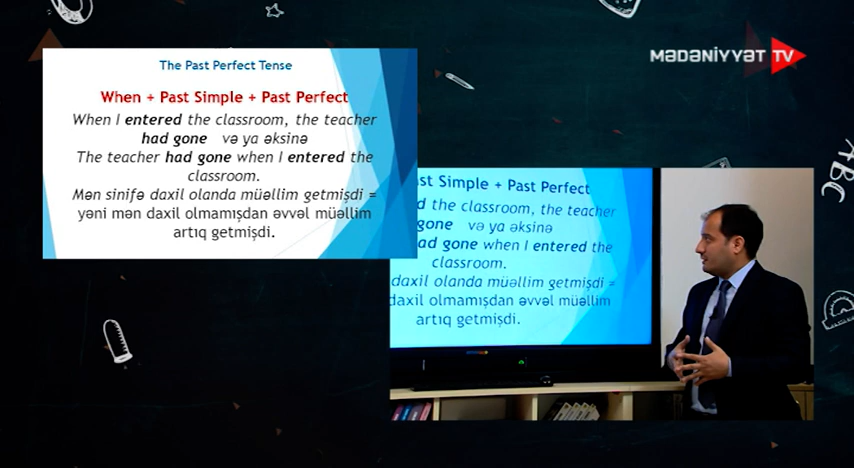 MƏDƏNİYYƏT TV
The Past Perfect Tense
When + Past Simple + Past Perfect
When I entered the classroom, the teacher
had gone və ya əksinə
The teacher had gone when I entered the
classroom.
Mən sinifə daxil olanda müəllim getmişdi =
yəni mən daxil olmamışdan əvvəl müəllim
artıq getmişdi.
ABC
st Simple + Past Perfect
d the classroom, the teacher
gone və ya əksinə
ad gone when I entered the
classroom.
daxil olanda müəllim getmişdi =
daxil olmamışdan əvvəl müəllim
artıq getmişdi.